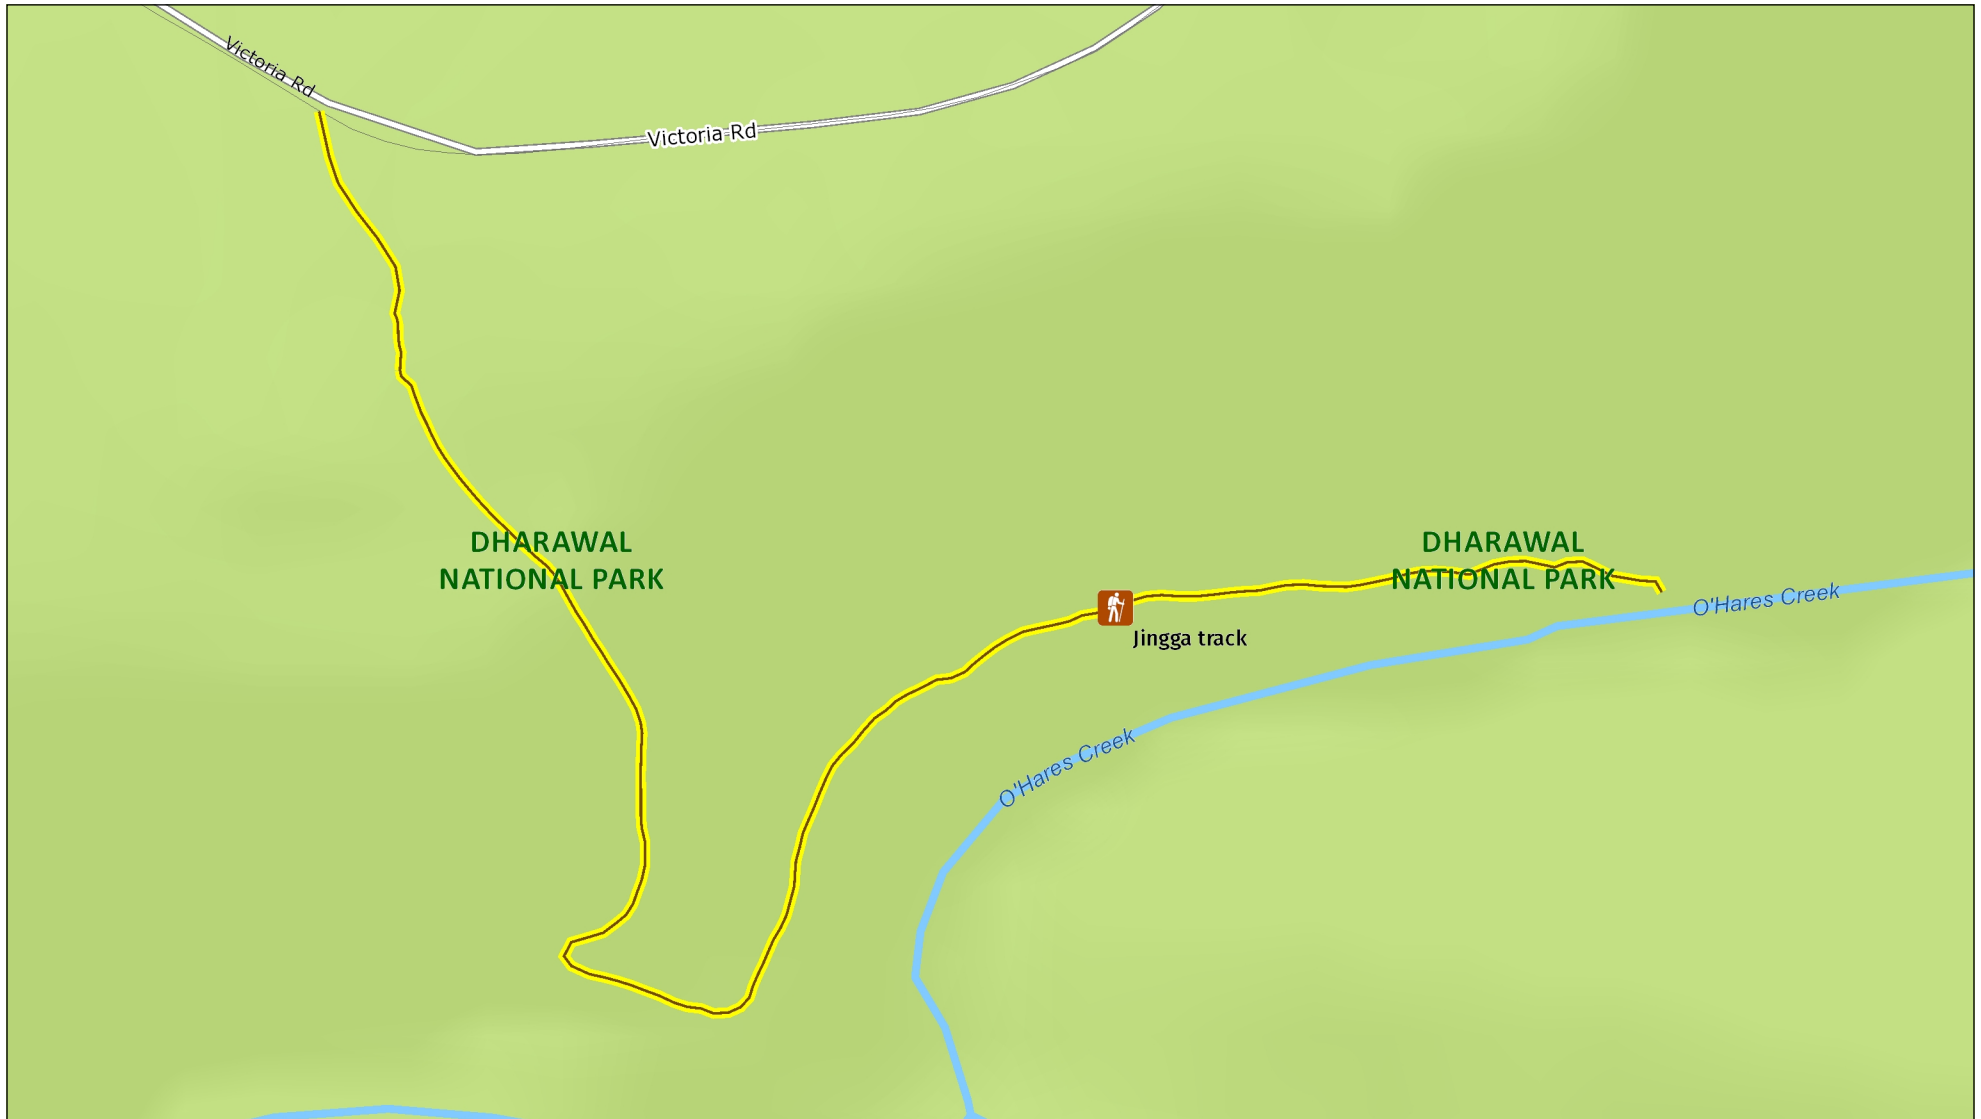 Victoria Rd
Victoria Rd
DHARAWAL
NATIONAL PARK
DHARAWAL
NATIONAL PARK
O'Hares Creek
Jingga track
O'Hares Creek